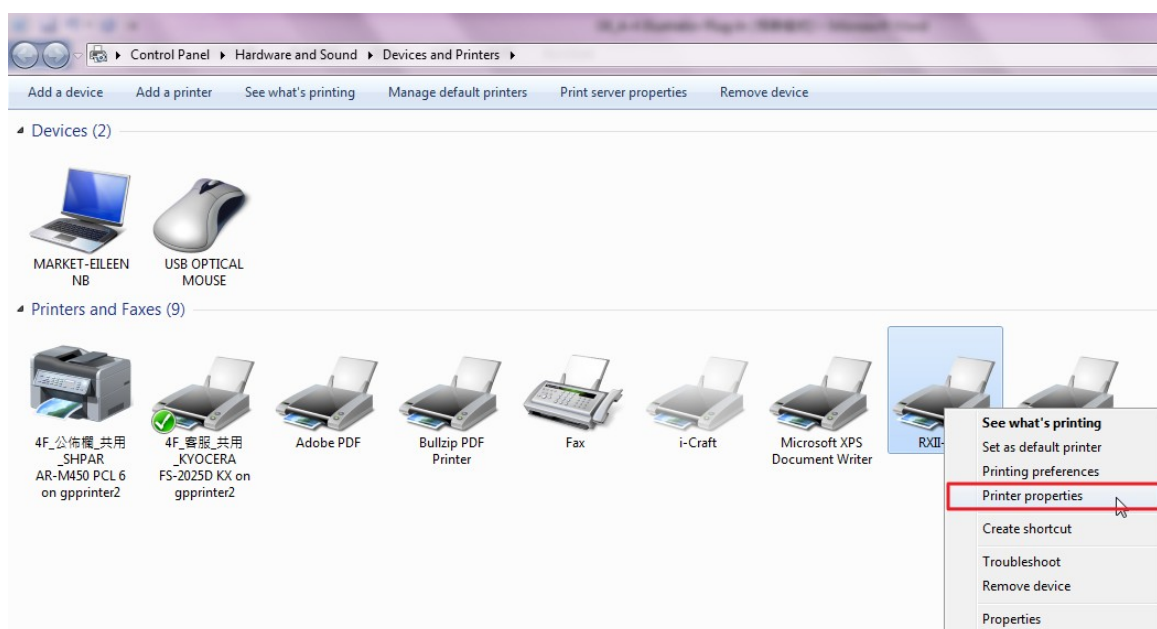 Control Panel ▸ Hardware and Sound ▸ Devices and Printers ▸
Add a device Add a printer See what's printing Manage default printers Print server properties Remove device
Devices (2)
MARKET-EILEEN
NB
USB OPTICAL
MOUSE
Printers and Faxes (9)
4F_公佈欄_共用
_SHPAR
AR-M450 PCL 6
on gpprinter2
4F_客服_共用
_KYOCERA
FS-2025D KX on
gpprinter2
Adobe PDF
Bullzip PDF
Printer
Fax
i-Craft
Microsoft XPS
Document Writer
RXII-
See what's printing
Set as default printer
Printing preferences
Printer properties
Create shortcut
Troubleshoot
Remove device
Properties